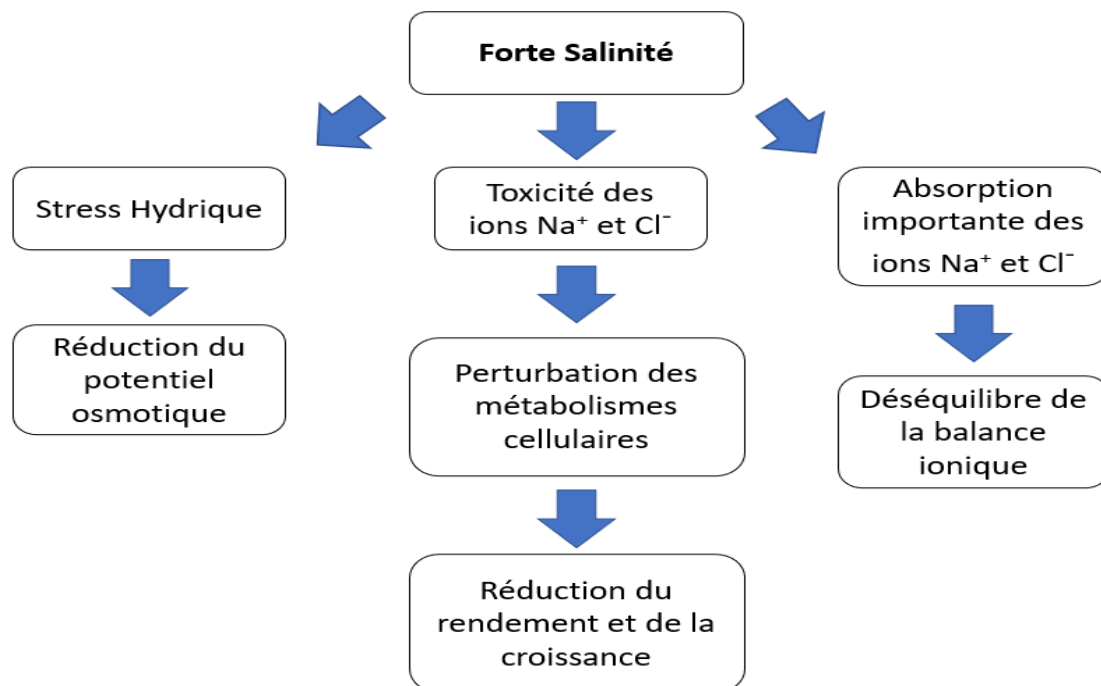 Forte Salinité
Stress Hydrique
Toxicité des
ions Na⁺ et Cl⁻
Absorption
importante des
ions Na⁺ et Cl⁻
Réduction du
potentiel
osmotique
Perturbation des
métabolismes
cellulaires
Déséquilibre de
la balance
ionique
Réduction du
rendement et de la
croissance